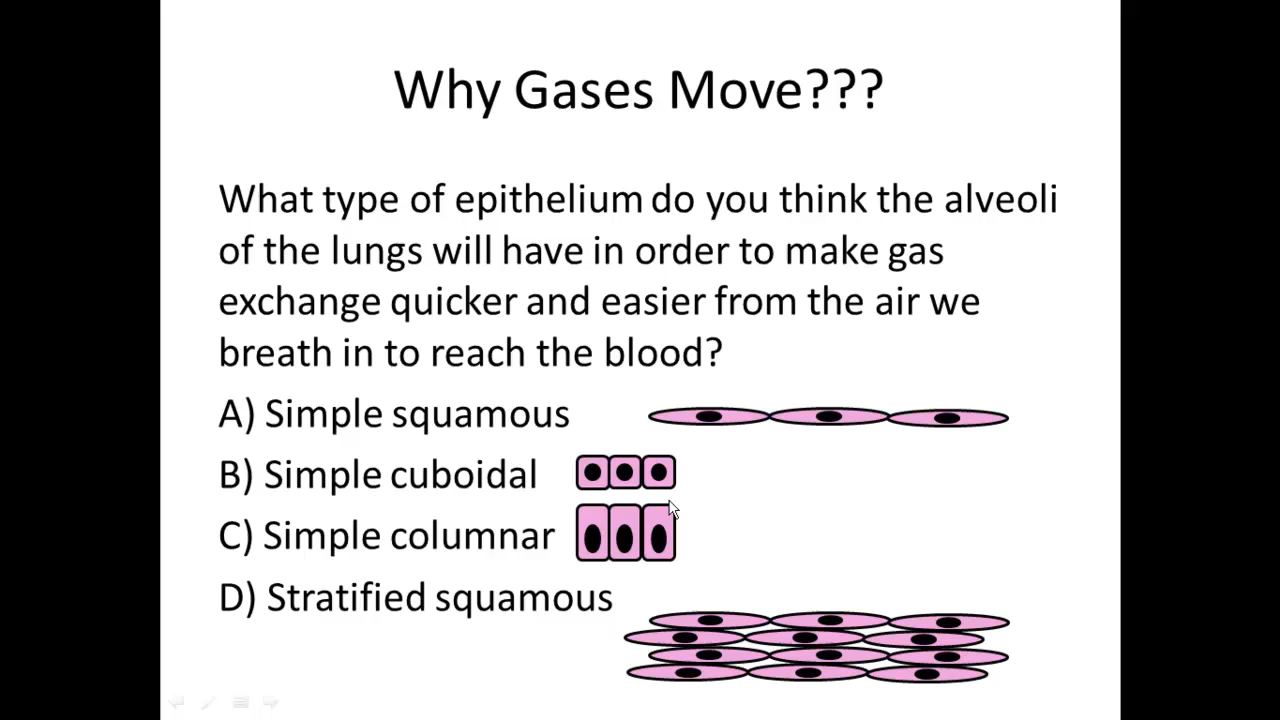 Why Gases Move???
What type of epithelium do you think the alveoli
of the lungs will have in order to make gas
exchange quicker and easier from the air we
breath in to reach the blood?
A) Simple squamous
B) Simple cuboidal
C) Simple columnar
D) Stratified squamous